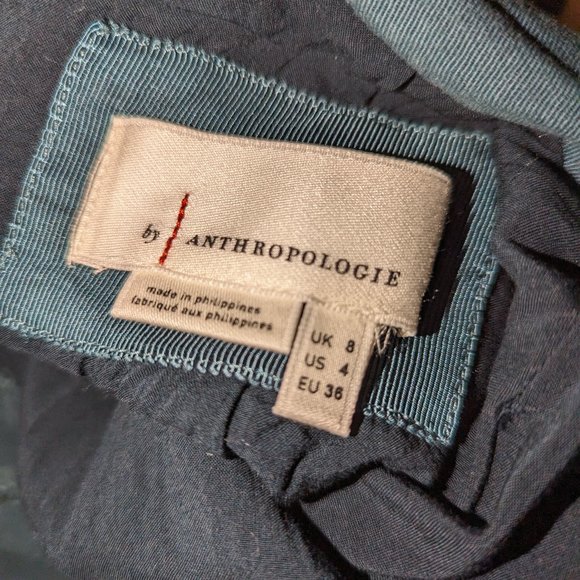 by ANTHROPOLOGIE
made in philippines
fabriqué aux philippines
UK 8
US 4
EU 36